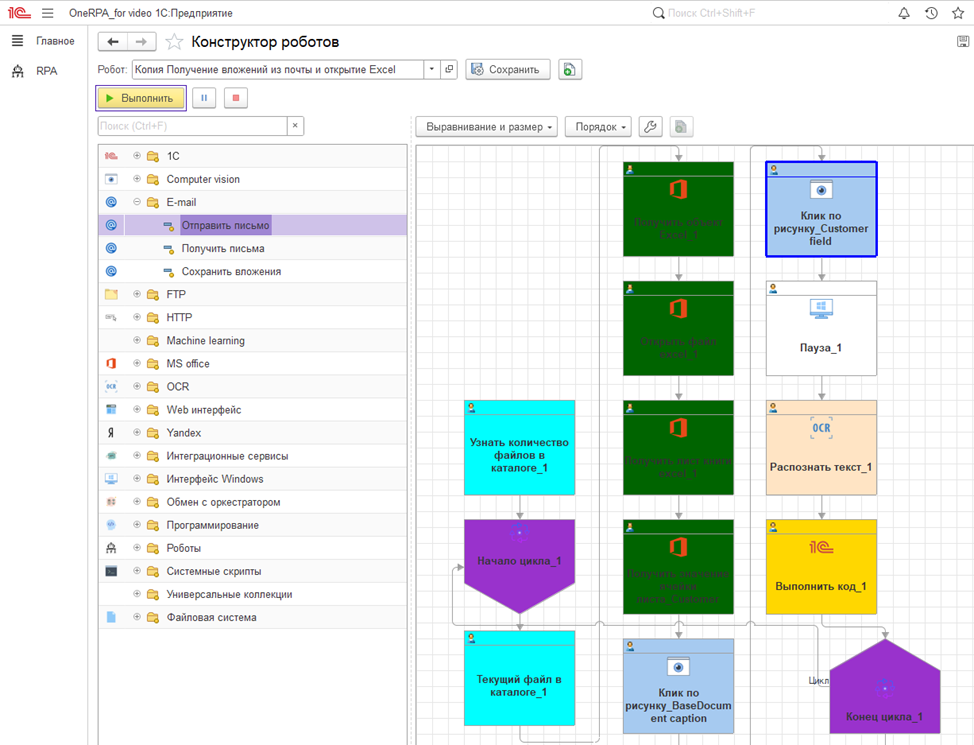 OneRPA_for video 1С:Предприятие
Поиск Ctrl+Shift+F
Главное
RPA
Конструктор роботов
Робот: Копия Получение вложений из почты и открытие Excel
Сохранить
Выполнить
Поиск (Ctrl+F)
Выравнивание и размер
Порядок
1С
Computer vision
E-mail
Отправить письмо
Получить письма
Сохранить вложения
FTP
HTTP
Machine learning
MS office
OCR
Web интерфейс
Yandex
Интеграционные сервисы
Интерфейс Windows
Обмен с оркестратором
Программирование
Роботы
Системные скрипты
Универсальные коллекции
Файловая система
Узнать количество
файлов в
каталоге_1
Начало цикла_1
Текущий файл в
каталоге_1
Получить объект
Excel_1
Открыть файл
excel_1
Получить лист книги
excel_1
Получить значение
ячейки
листа_Customer
Клик по
рисунку_BaseDocum
ent caption
Клик по
рисунку_Customer
field
Пауза_1
OCR
Распознать текст_1
1С
Выполнить код_1
Цикл
Конец цикла_1